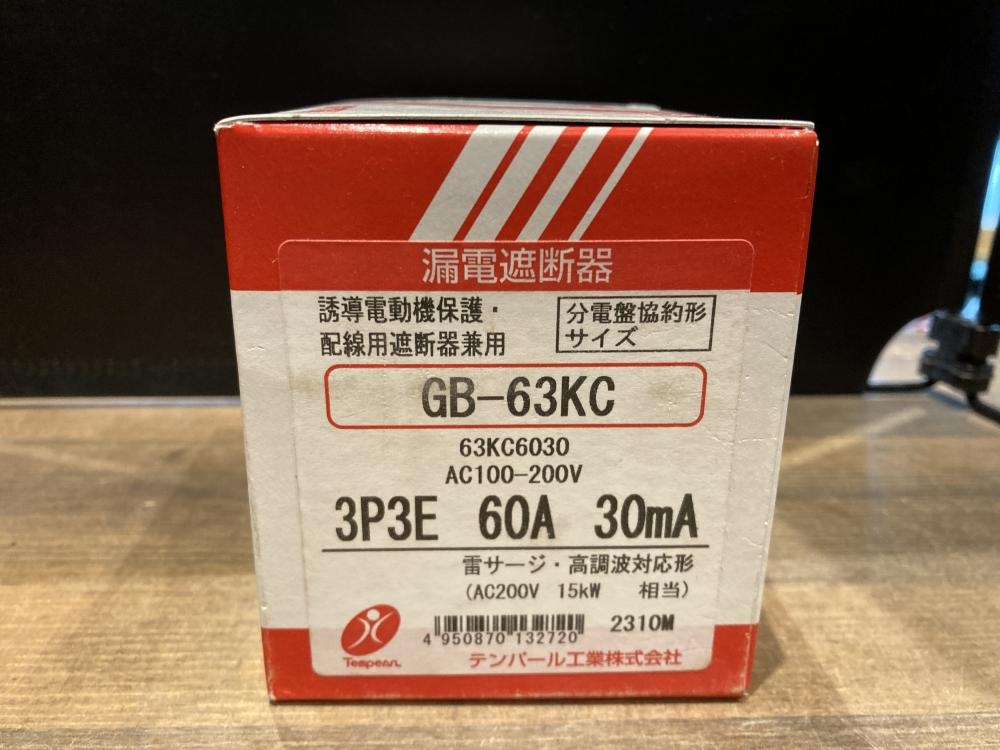 漏電遮断器
誘導電動機保護・
配線用遮断器兼用
分電盤協約形
サイズ
GB-63KC
63KC6030
AC100-200V
3P3E 60A 30mA
雷サージ・高調波対応形
(AC200V 15kW 相当)
4 950870 132720
2310M
Tempearl
テンパール工業株式会社